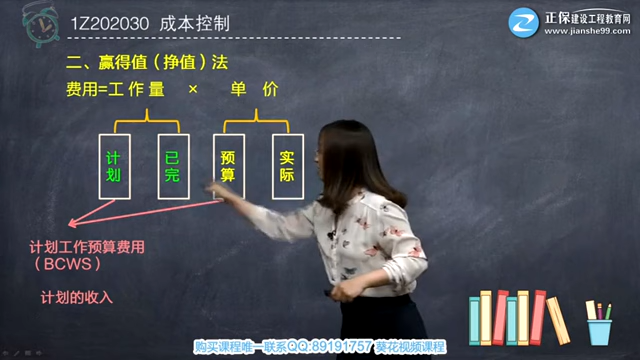 1Z202030 成本控制
正保建设工程教育网
www.jianshe99.com
二、赢得值（挣值）法
费用=工 作 量 × 单 价
计划
已完
预算
实际
计划工作预算费用
（BCWS）
计划的收入
购买课程唯一联系QQ:89191757 葵花视频课程